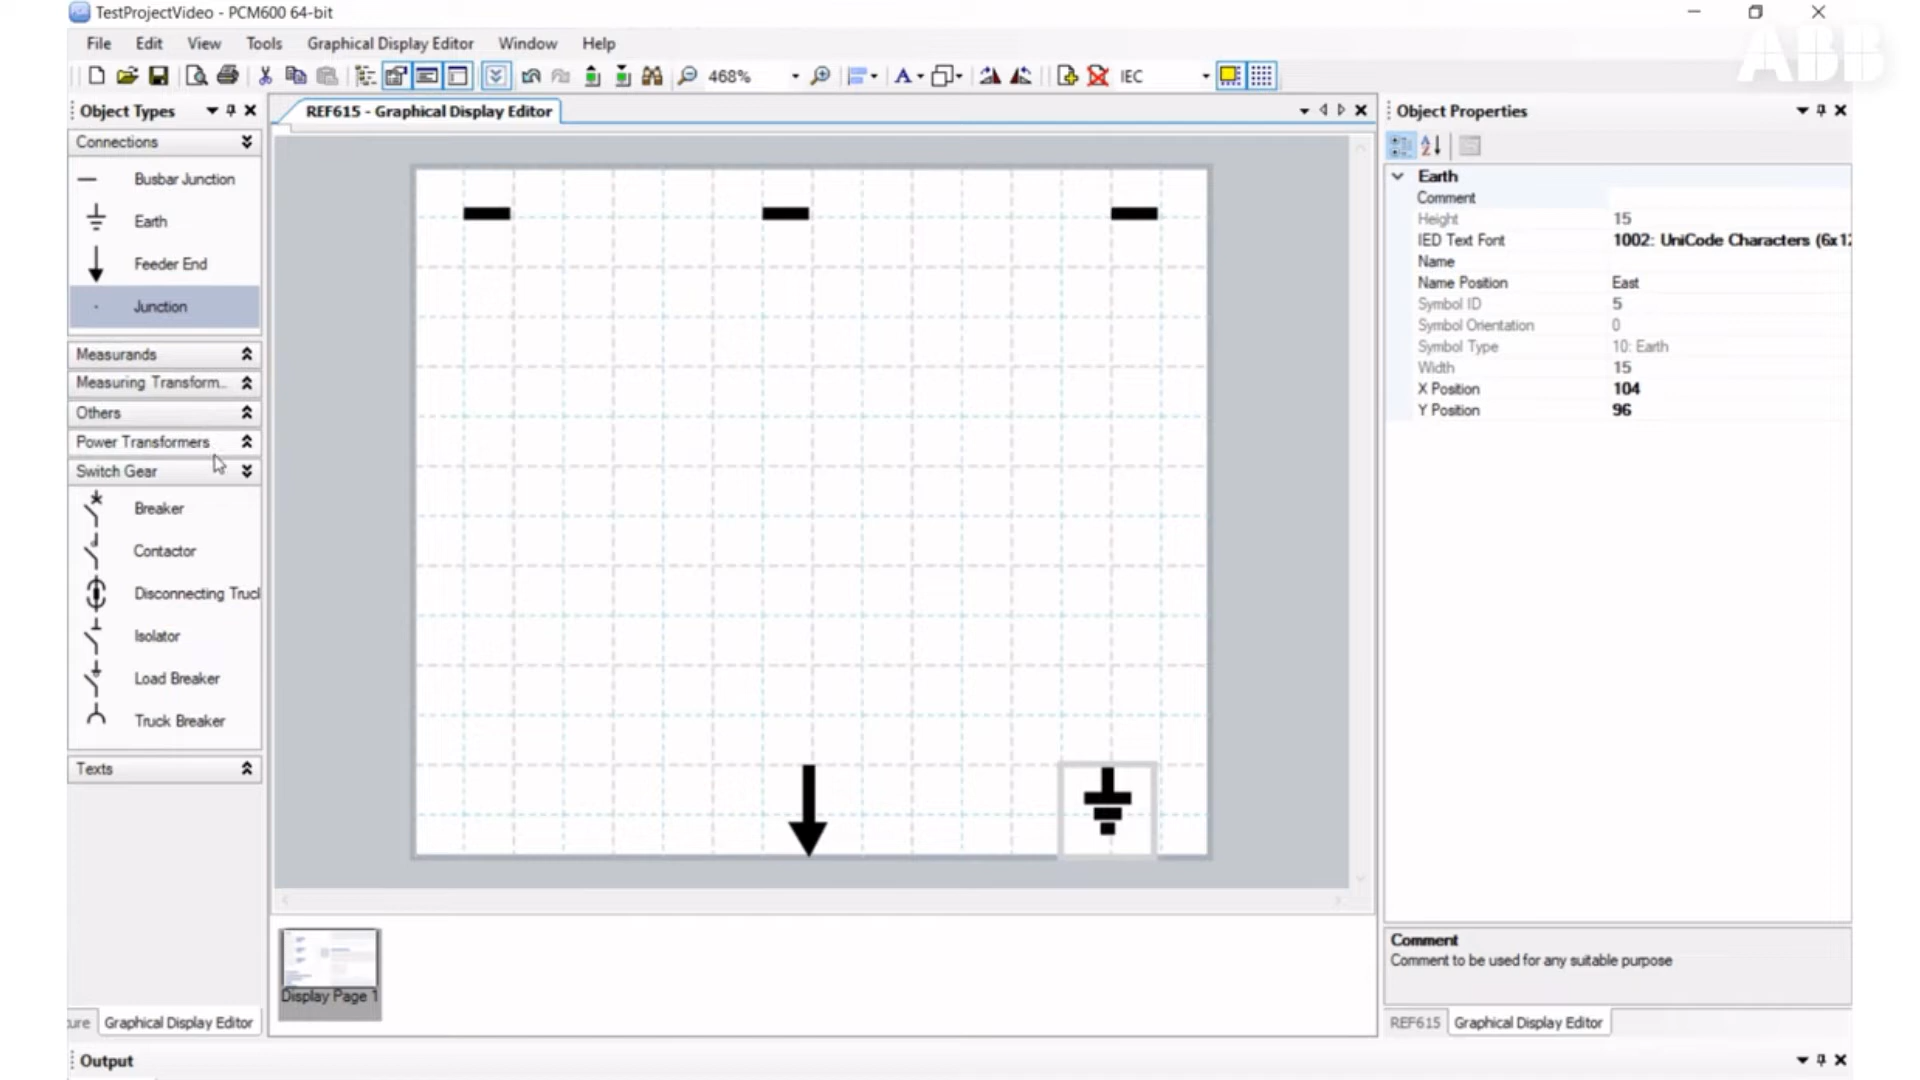 TestProjectVideo - PCM600 64-bit
File Edit View Tools Graphical Display Editor Window Help
ABB
468%
A
IEC
Object Types
Connections
Busbar Junction
Earth
Feeder End
Junction
Measurands
Measuring Transform...
Others
Power Transformers
Switch Gear
Breaker
Contactor
Disconnecting Truck
Isolator
Load Breaker
Truck Breaker
Texts
ure Graphical Display Editor
REF615 - Graphical Display Editor
Display Page 1
Object Properties
Earth
Comment
Height 15
IED Text Font 1002: UniCode Characters (6x12
Name
Name Position East
Symbol ID 5
Symbol Orientation 0
Symbol Type 10: Earth
Width 15
X Position 104
Y Position 96
Comment
Comment to be used for any suitable purpose
REF615 Graphical Display Editor
Output